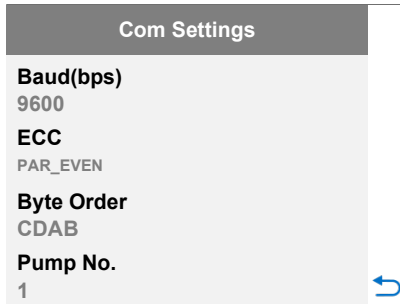 Com Settings
Baud(bps)
9600
ECC
PAR_EVEN
Byte Order
CDAB
Pump No.
1